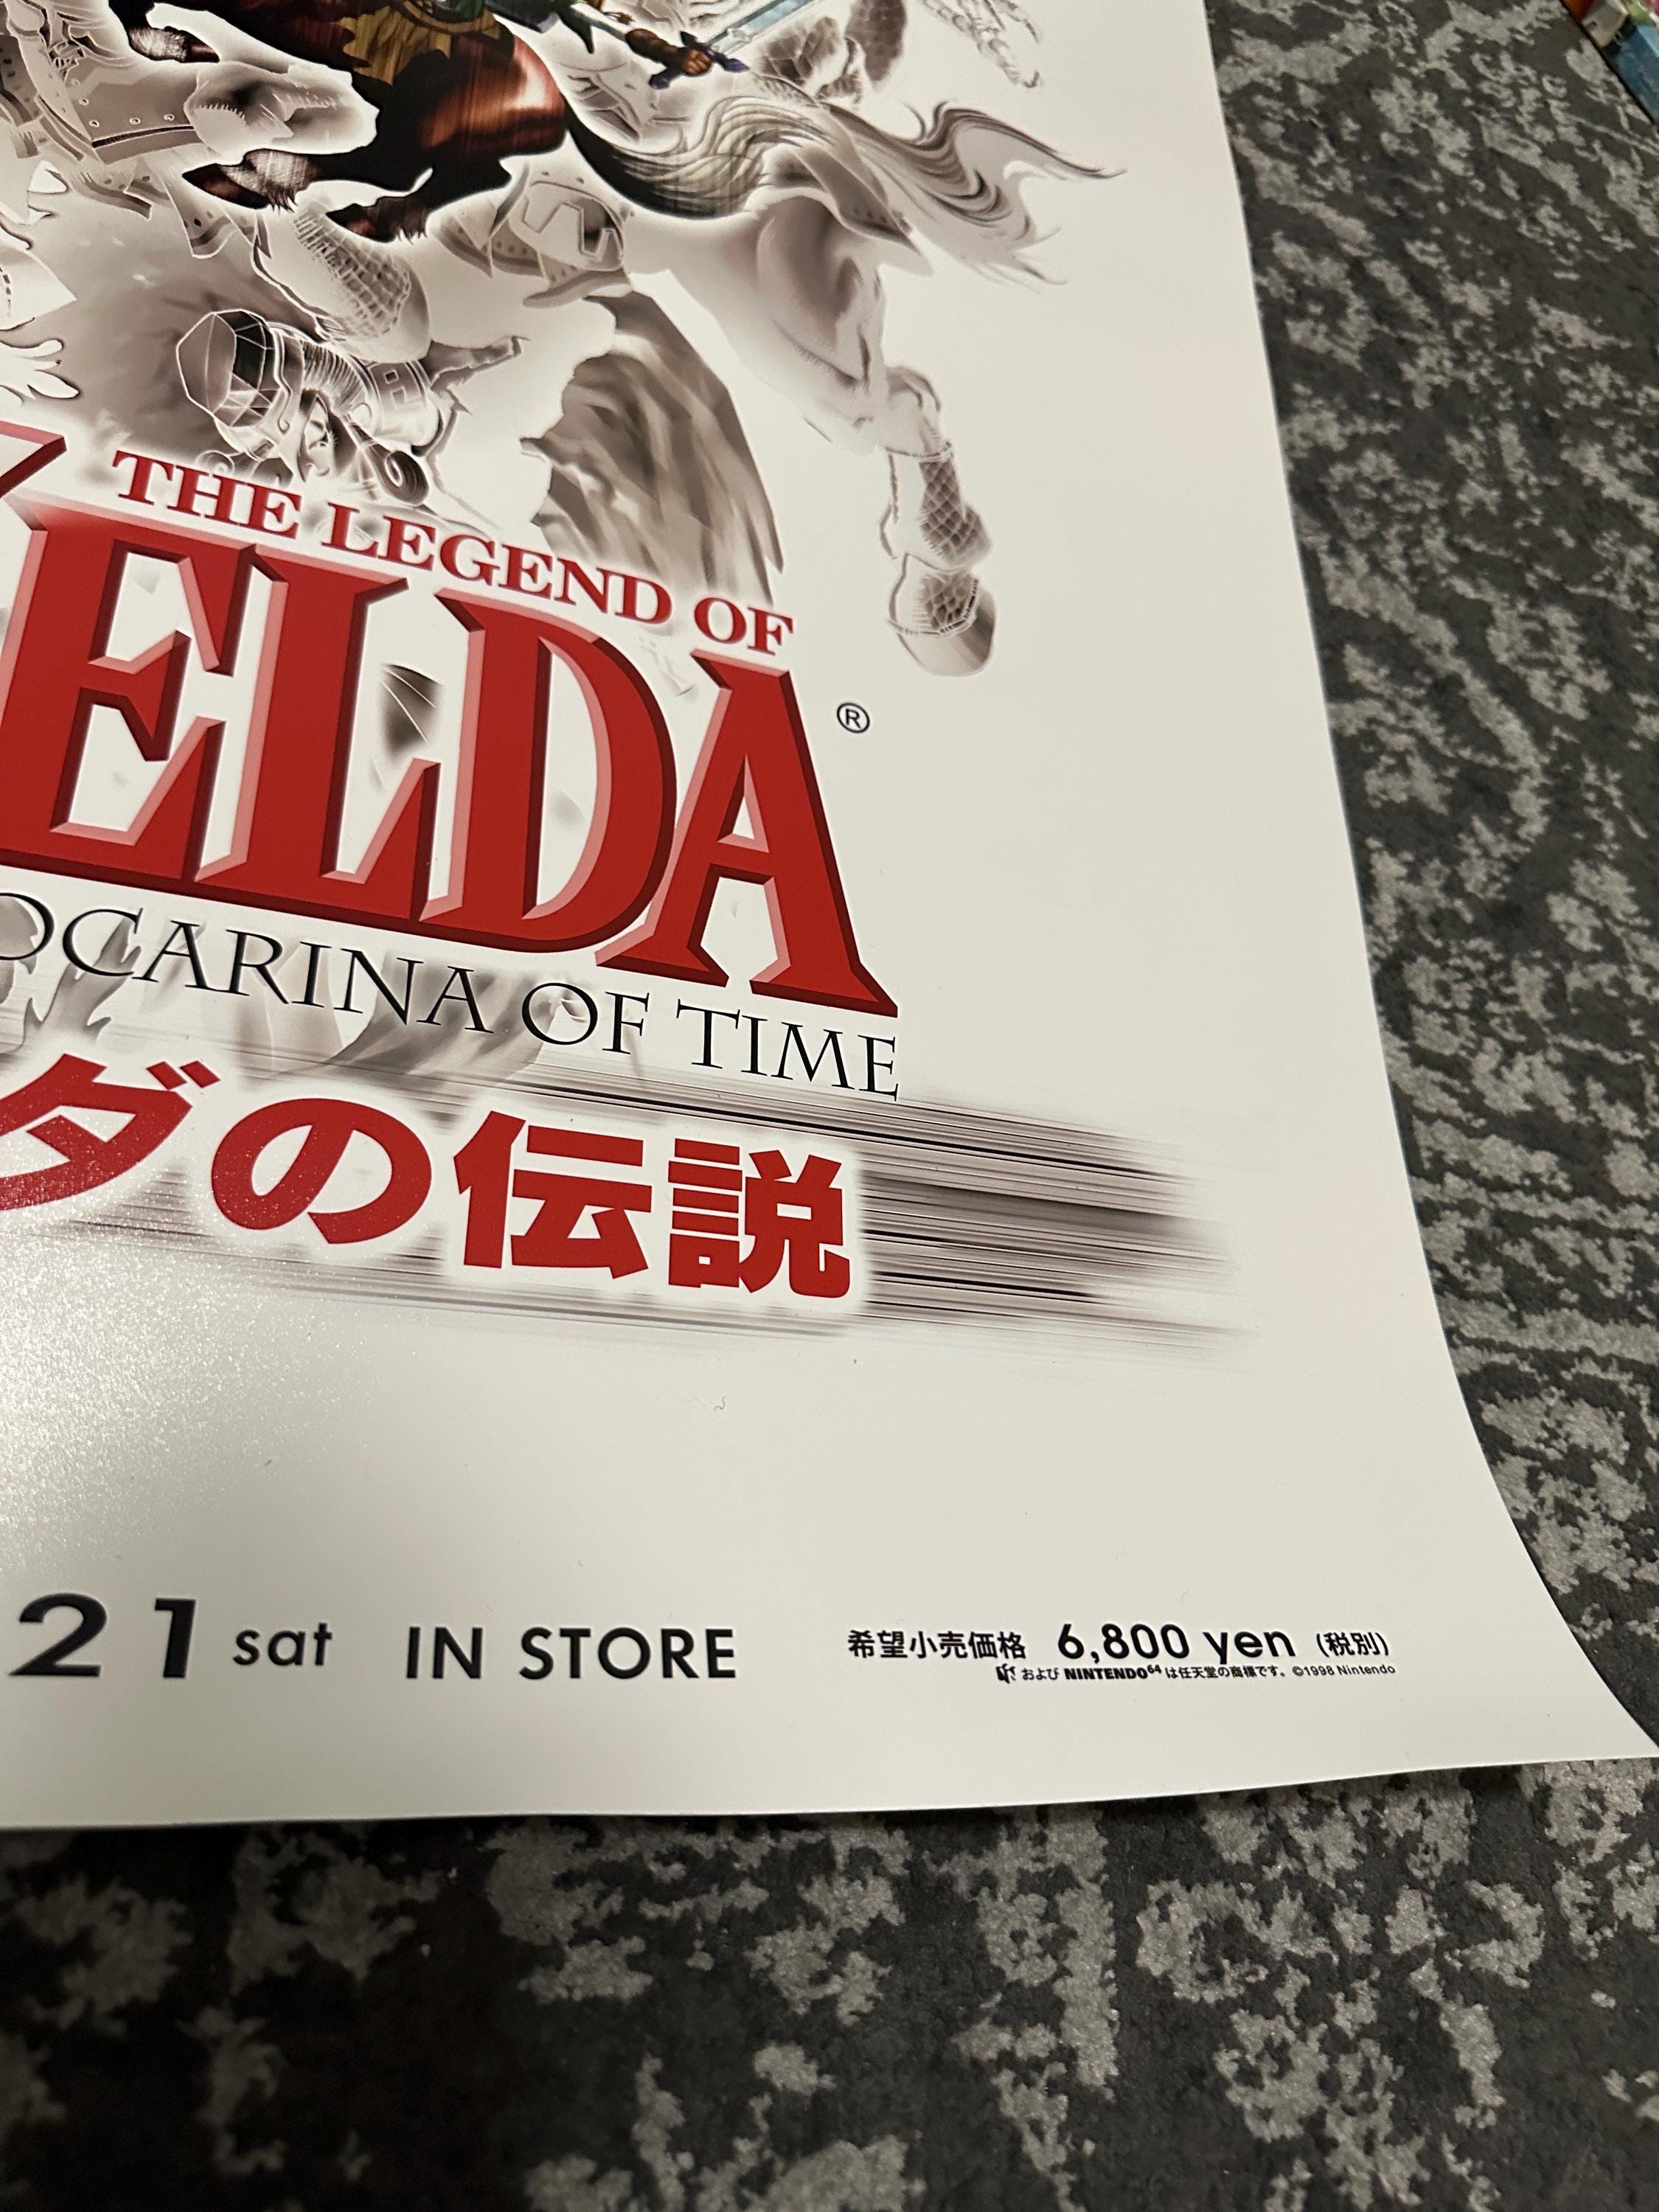 THE LEGEND OF
ZELDA®
OCARINA OF TIME
ダの伝説
21 sat IN STORE
希望小売価格 6,800 yen (税別)
および NINTENDO64 は任天堂の商標です。©1998 Nintendo